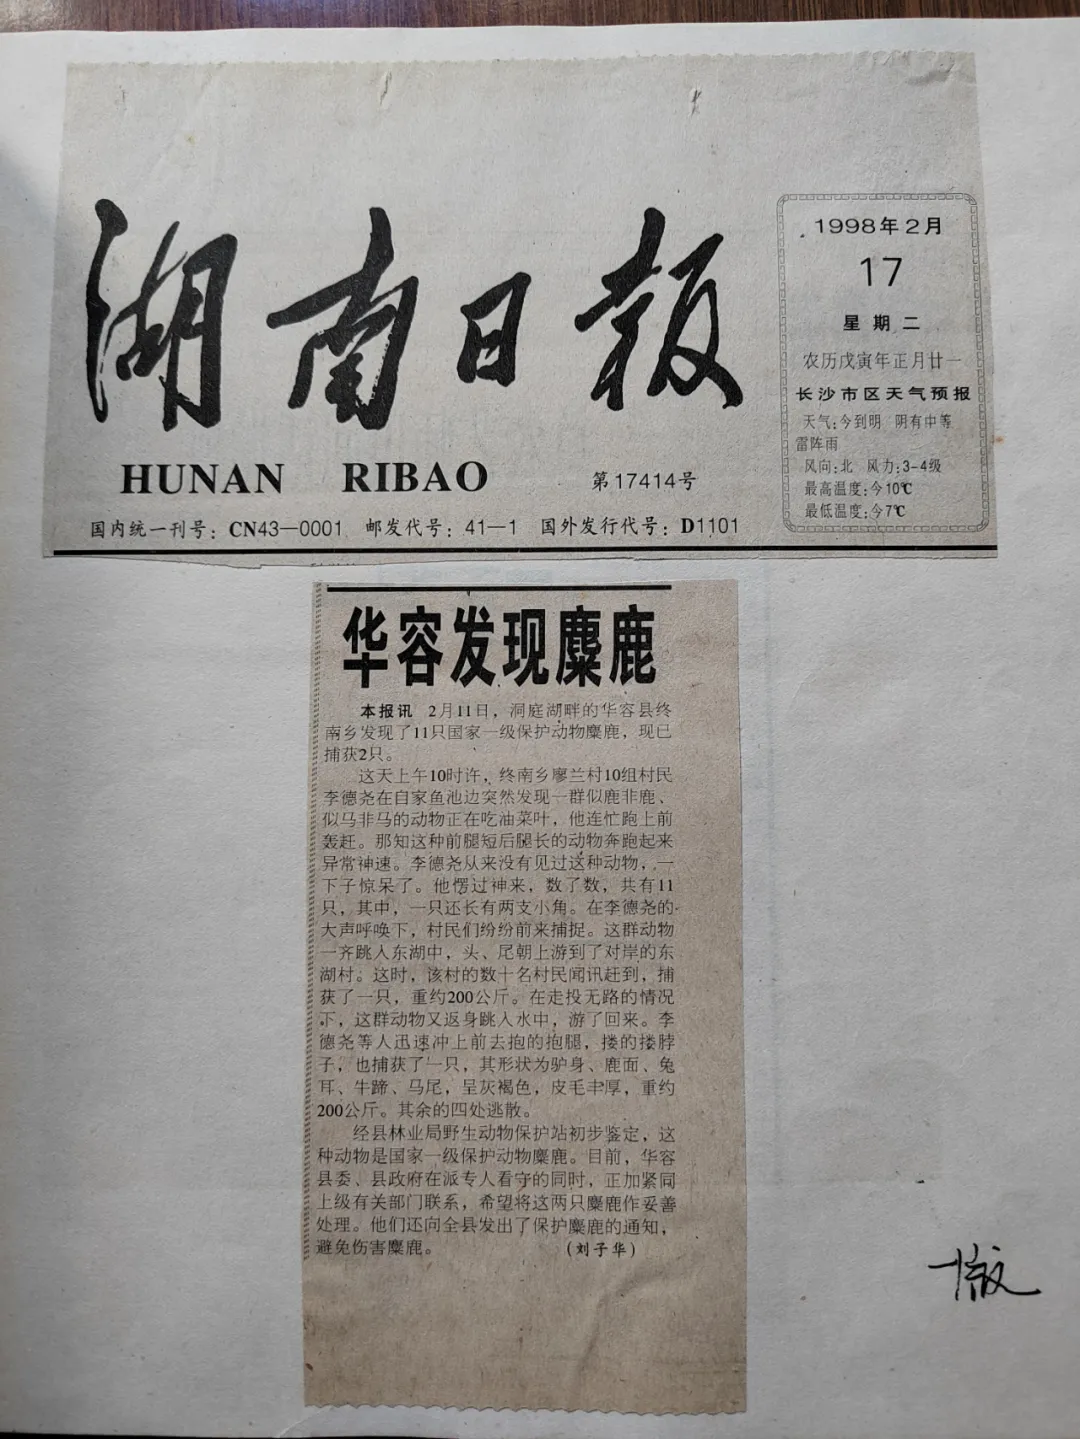 湖南日报
HUNAN RIBAO
第17414号
国内统一刊号：CN43—0001 邮发代号：41—1 国外发行代号：D1101
1998年2月
17
星期二
农历戊寅年正月廿一
长沙市区天气预报
天气：今到明 阴有中等
雷阵雨
风向：北 风力：3-4级
最高温度：今10℃
最低温度：今7℃
华容发现麋鹿
本报讯 2月11日，洞庭湖畔的华容县终
南乡发现了11只国家一级保护动物麋鹿，现已
捕获2只。
这天上午10时许，终南乡廖兰村10组村民
李德尧在自家鱼池边突然发现一群似鹿非鹿、
似马非马的动物正在吃油菜叶，他连忙跑上前
轰赶。那知这种前腿短后腿长的动物奔跑起来
异常神速。李德尧从来没有见过这种动物，一
下子惊呆了。他愣过神来，数了数，共有11
只，其中，一只还长有两支小角。在李德尧的
大声呼唤下，村民们纷纷前来捕捉。这群动物
一齐跳入东湖中，头、尾朝上游到了对岸的东
湖村。这时，该村的数十名村民闻讯赶到，捕
获了一只，重约200公斤。在走投无路的情况
下，这群动物又返身跳入水中，游了回来。李
德尧等人迅速冲上前去抱的抱腿，搂的搂脖
子，也捕获了一只，其形状为驴身、鹿面、兔
耳、牛蹄、马尾，呈灰褐色，皮毛丰厚，重约
200公斤。其余的四处逃散。
经县林业局野生动物保护站初步鉴定，这
种动物是国家一级保护动物麋鹿。目前，华容
县委、县政府在派专人看守的同时，正加紧同
上级有关部门联系，希望将这两只麋鹿作妥善
处理。他们还向全县发出了保护麋鹿的通知，
避免伤害麋鹿。 （刘子华）